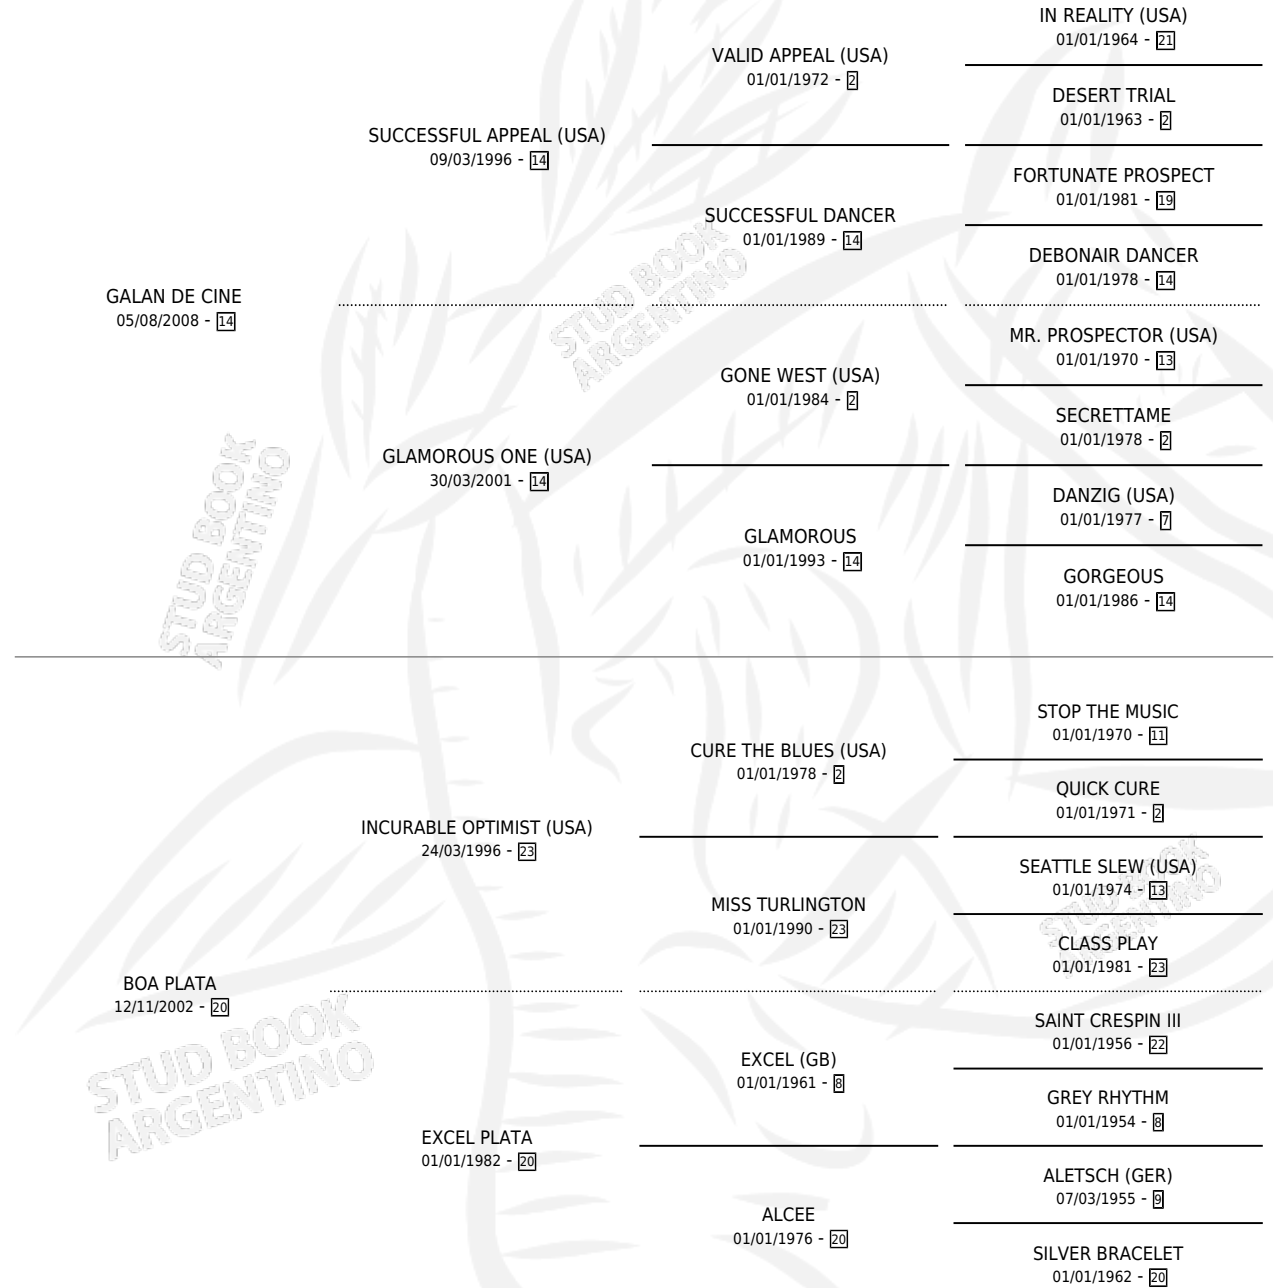 IN REALITY (USA)
01/01/1964 - 21
VALID APPEAL (USA)
01/01/1972 - 2
DESERT TRIAL
01/01/1963 - 2
SUCCESSFUL APPEAL (USA)
09/03/1996 - 14
FORTUNATE PROSPECT
01/01/1981 - 19
SUCCESSFUL DANCER
01/01/1989 - 14
DEBONAIR DANCER
01/01/1978 - 14
GALAN DE CINE
05/08/2008 - 14
STUD BOOK
ARGENTINO
MR. PROSPECTOR (USA)
01/01/1970 - 13
GONE WEST (USA)
01/01/1984 - 2
SECRETTAME
01/01/1978 - 2
GLAMOROUS ONE (USA)
30/03/2001 - 14
DANZIG (USA)
01/01/1977 - 7
GLAMOROUS
01/01/1993 - 14
GORGEOUS
01/01/1986 - 14
STUD BOOK
ARGENTINO
STOP THE MUSIC
01/01/1970 - 11
CURE THE BLUES (USA)
01/01/1978 - 2
QUICK CURE
01/01/1971 - 2
INCURABLE OPTIMIST (USA)
24/03/1996 - 23
SEATTLE SLEW (USA)
01/01/1974 - 13
MISS TURLINGTON
01/01/1990 - 23
STUD BOOK
ARGENTINO
CLASS PLAY
01/01/1981 - 23
BOA PLATA
12/11/2002 - 20
SAINT CRESPIN III
01/01/1956 - 22
EXCEL (GB)
01/01/1961 - 8
STUD BOOK
ARGENTINO
GREY RHYTHM
01/01/1954 - 8
EXCEL PLATA
01/01/1982 - 20
ALETSCH (GER)
07/03/1955 - 9
ALCEE
01/01/1976 - 20
SILVER BRACELET
01/01/1962 - 20